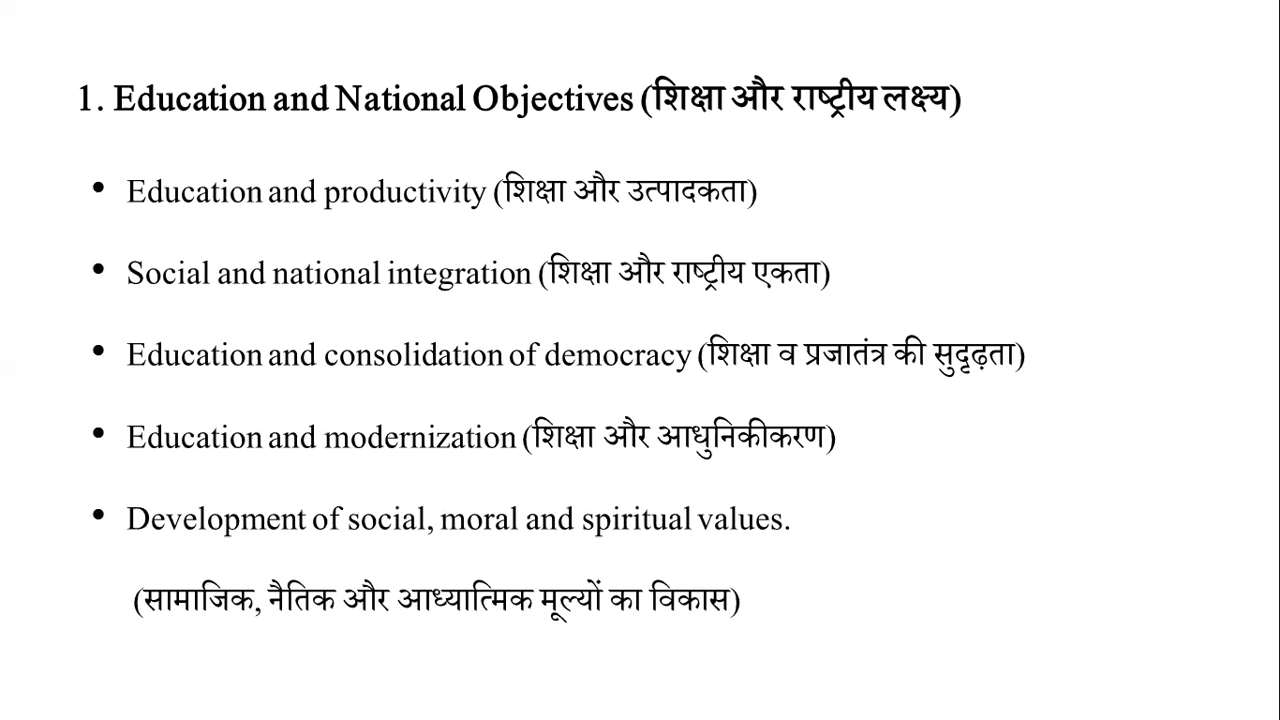 1. Education and National Objectives (शिक्षा और राष्ट्रीय लक्ष्य)
• Education and productivity (शिक्षा और उत्पादकता)
• Social and national integration (शिक्षा और राष्ट्रीय एकता)
• Education and consolidation of democracy (शिक्षा व प्रजातंत्र की सुदृढ़ता)
• Education and modernization (शिक्षा और आधुनिकीकरण)
• Development of social, moral and spiritual values.
(सामाजिक, नैतिक और आध्यात्मिक मूल्यों का विकास)